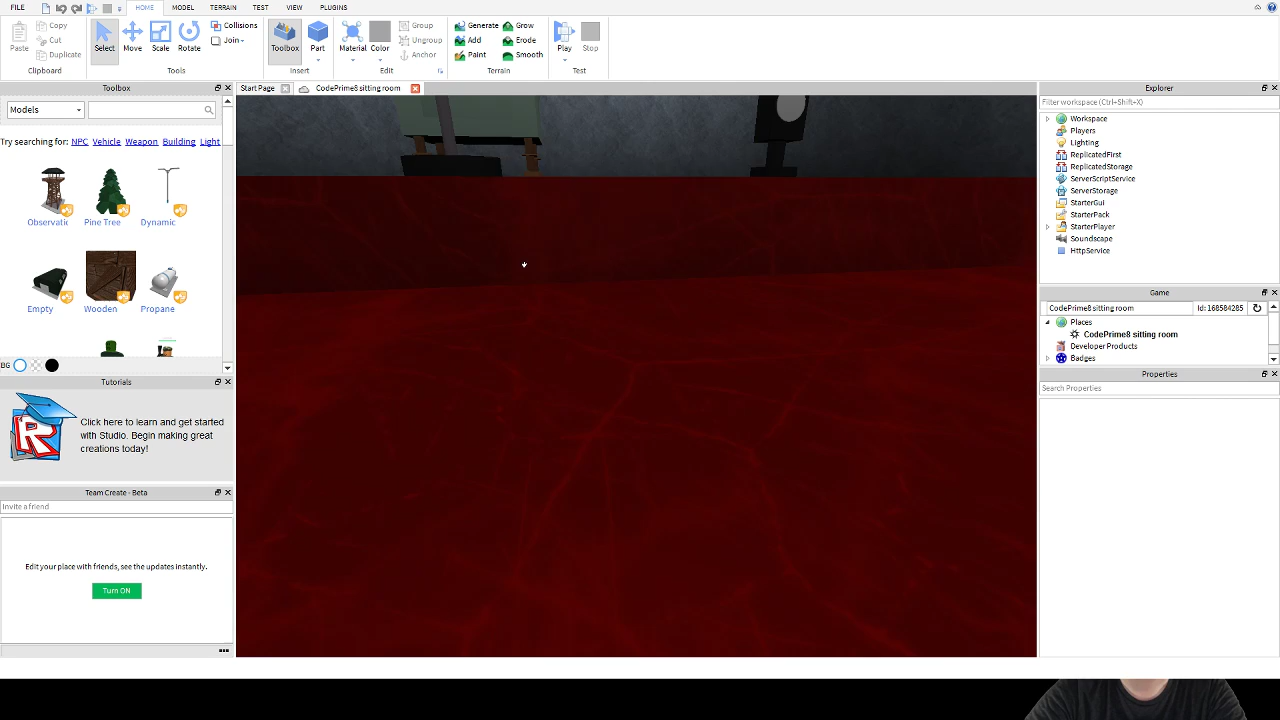 FILE HOME MODEL TERRAIN TEST VIEW PLUGINS
Paste
Copy
Cut
Duplicate
Clipboard
Select
Move
Scale
Rotate
Collisions
Join
Tools
Toolbox
Part
Insert
Material
Color
Group
Ungroup
Anchor
Edit
Generate
Grow
Add
Erode
Paint
Smooth
Terrain
Play
Stop
Test
Toolbox
Models
Try searching for: NPC Vehicle Weapon Building Light
Observatio
Pine Tree
Dynamic
Empty
Wooden
Propane
BG
Tutorials
Click here to learn and get started
with Studio. Begin making great
creations today!
Team Create - Beta
Invite a friend
Edit your place with friends, see the updates instantly.
Turn ON
Start Page
CodePrime8 sitting room
Explorer
Filter workspace (Ctrl+Shift+X)
Workspace
Players
Lighting
ReplicatedFirst
ReplicatedStorage
ServerScriptService
ServerStorage
StarterGui
StarterPack
StarterPlayer
Soundscape
HttpService
Game
CodePrime8 sitting room
Id: 168584285
Places
CodePrime8 sitting room
Developer Products
Badges
Properties
Search Properties